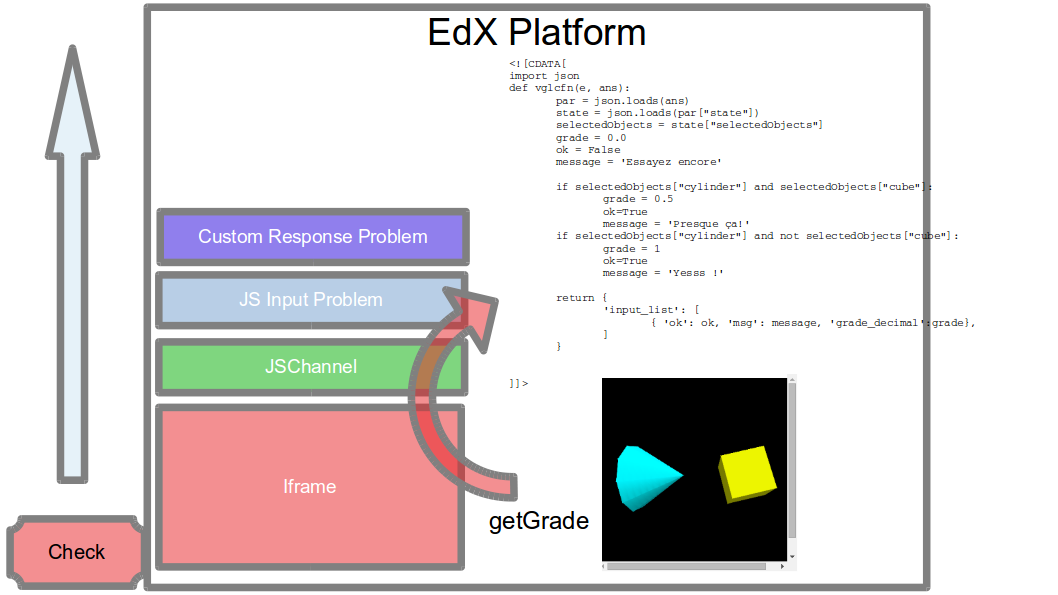 EdX Platform
<![CDATA[
import json
def vglcfn(e, ans):
par = json.loads(ans)
state = json.loads(par["state"])
selectedObjects = state["selectedObjects"]
grade = 0.0
ok = False
message = 'Essayez encore'
if selectedObjects["cylinder"] and selectedObjects["cube"]:
grade = 0.5
ok=True
message = 'Presque ça!'
if selectedObjects["cylinder"] and not selectedObjects["cube"]:
grade = 1
ok=True
message = 'Yesss !'
return {
'input_list': [
{ 'ok': ok, 'msg': message, 'grade_decimal':grade},
]
}
]]>
Custom Response Problem
JS Input Problem
JSChannel
Iframe
getGrade
Check